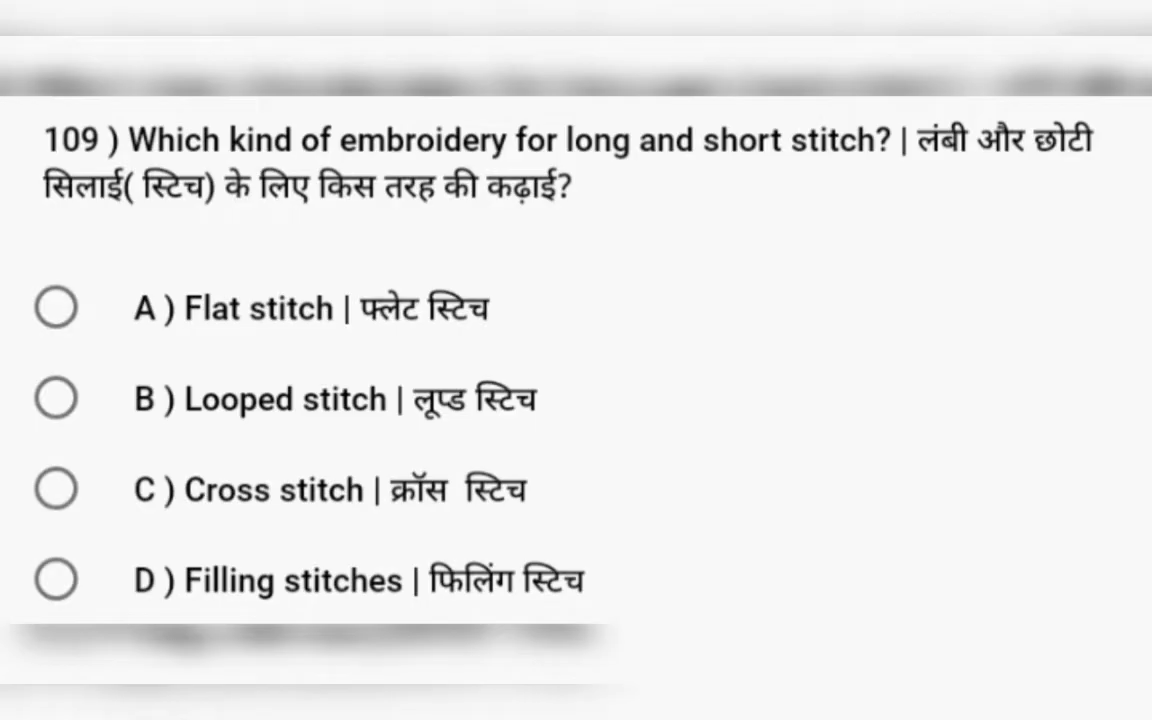 109 ) Which kind of embroidery for long and short stitch? | लंबी और छोटी
सिलाई( स्टिच) के लिए किस तरह की कढ़ाई?
A ) Flat stitch | फ्लेट स्टिच
B ) Looped stitch | लूप्ड स्टिच
C ) Cross stitch | क्रॉस स्टिच
D ) Filling stitches | फिलिंग स्टिच